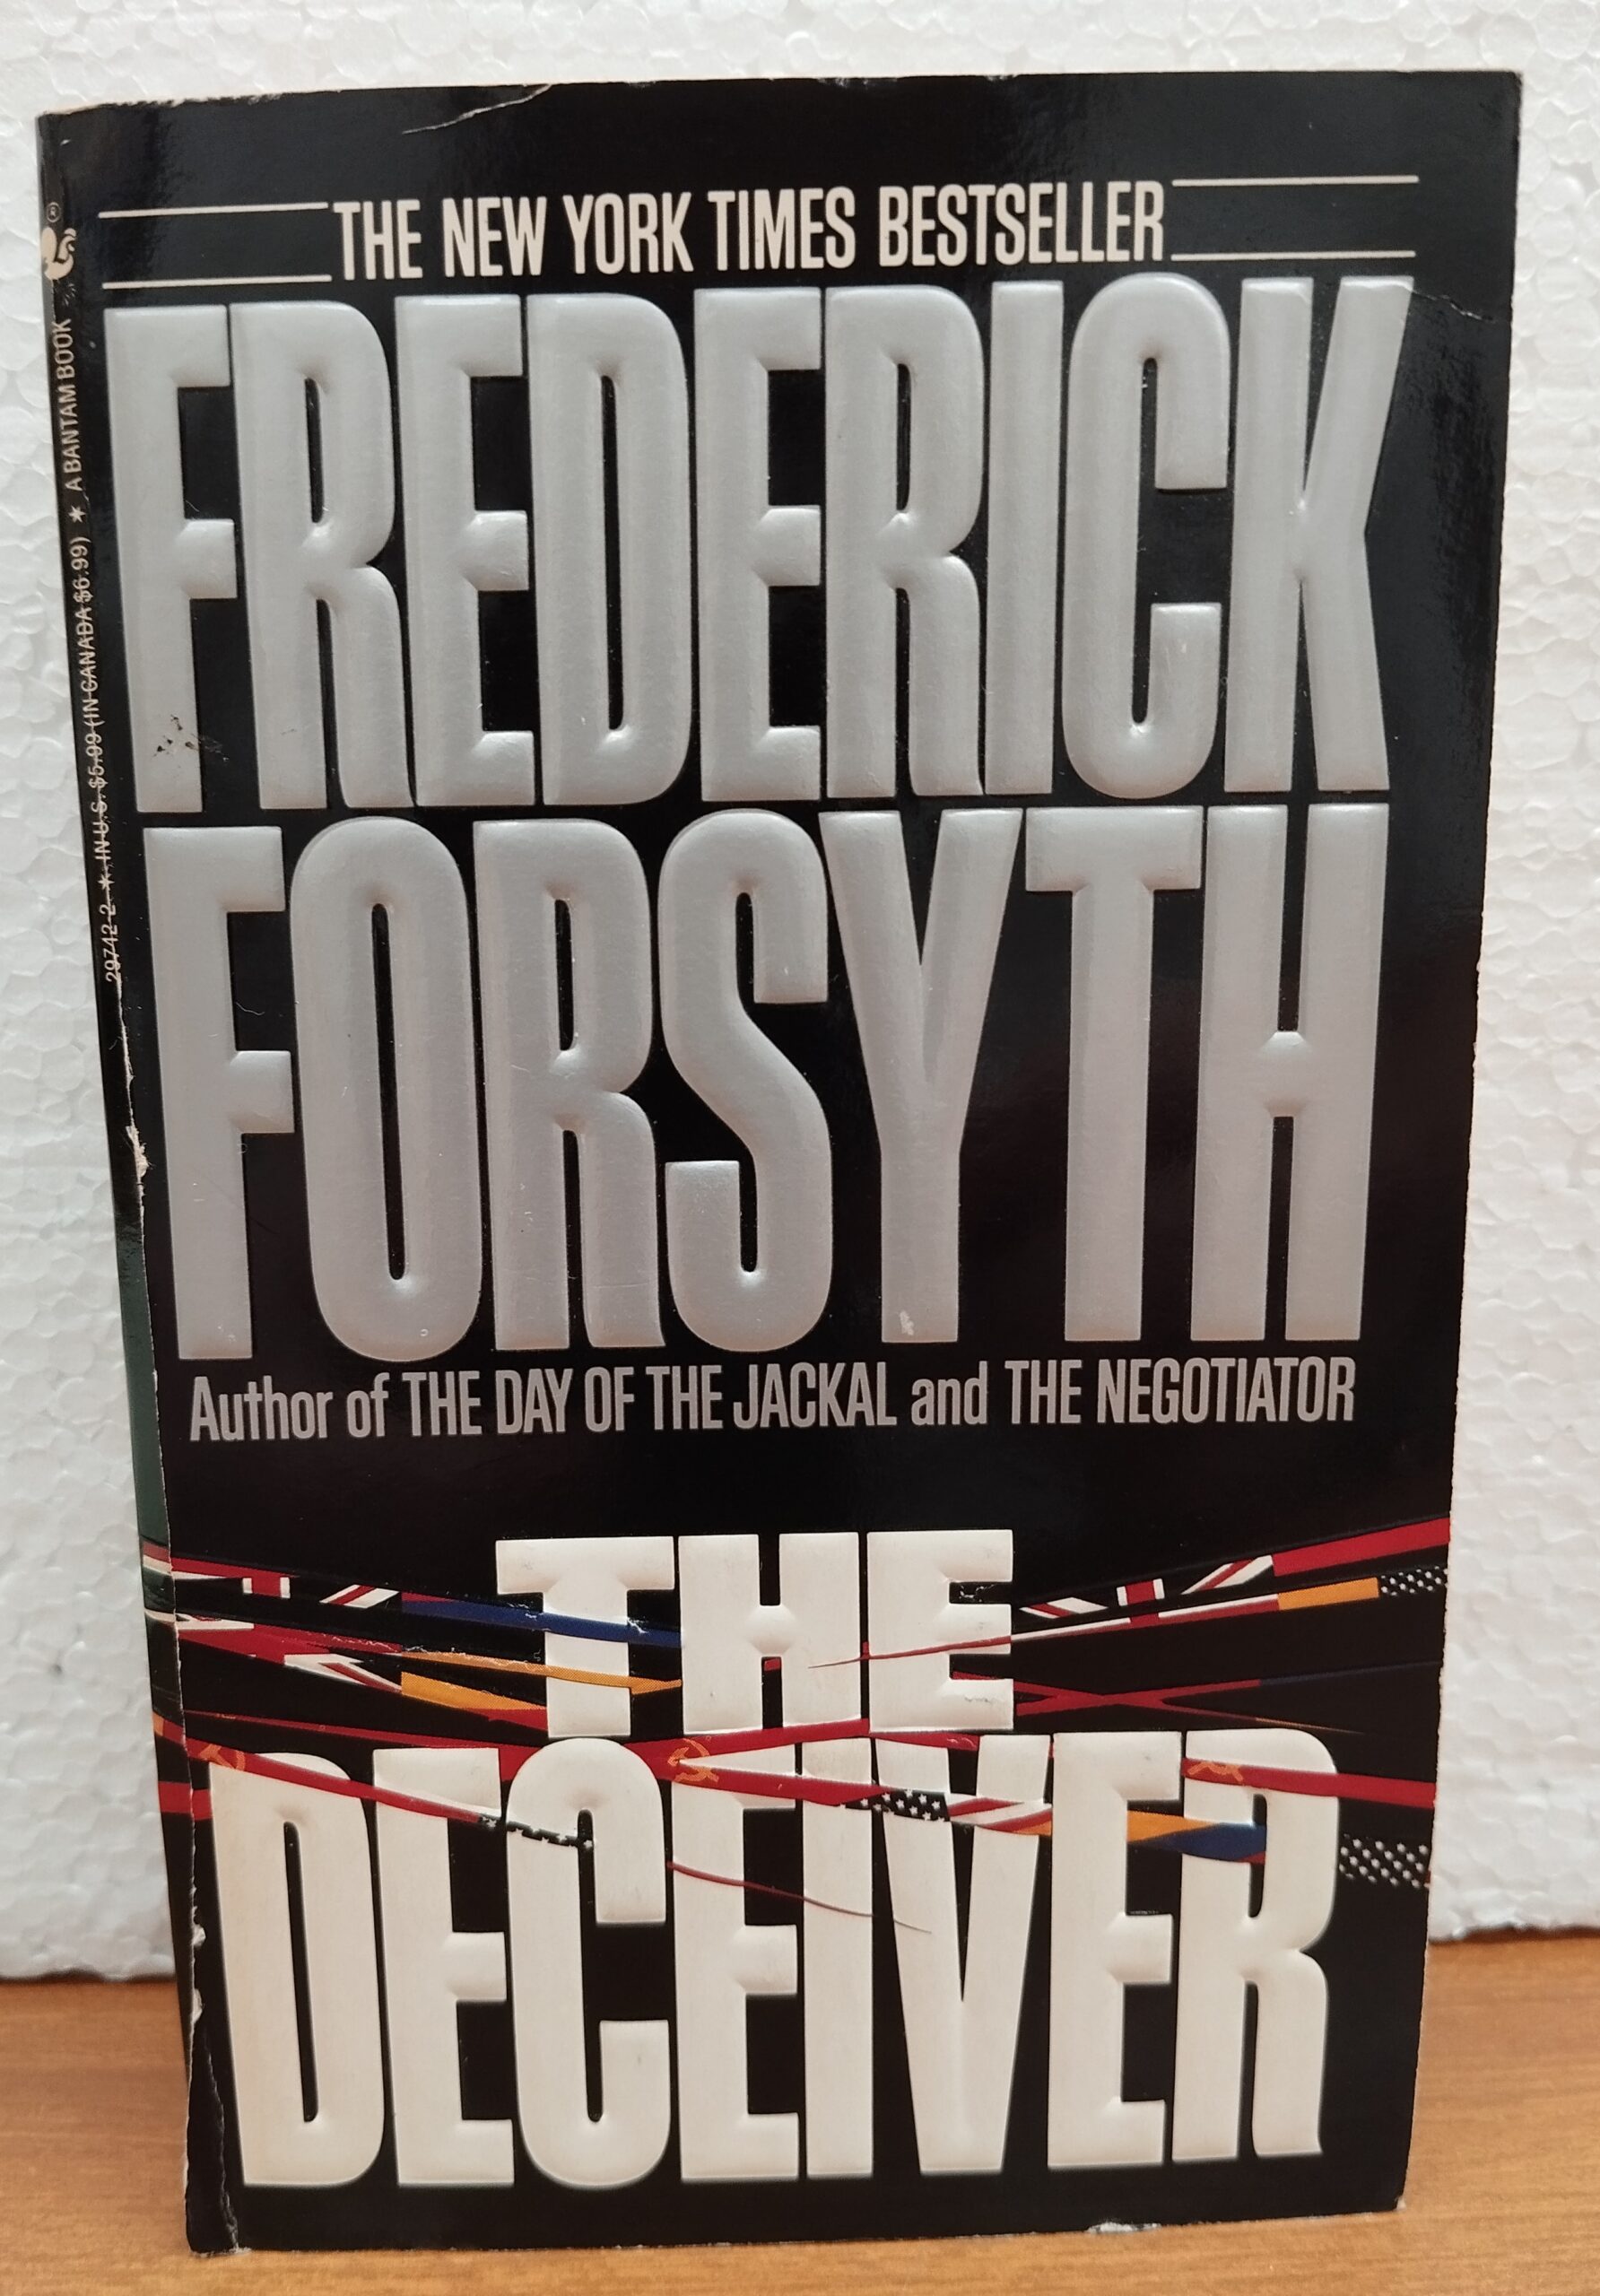 THE NEW YORK TIMES BESTSELLER
FREDERICK
FORSYTH
Author of THE DAY OF THE JACKAL and THE NEGOTIATOR
THE
DECEIVER
29742-2 ★ IN U.S. $5.99 (IN CANADA $6.99) ★ A BANTAM BOOK
®